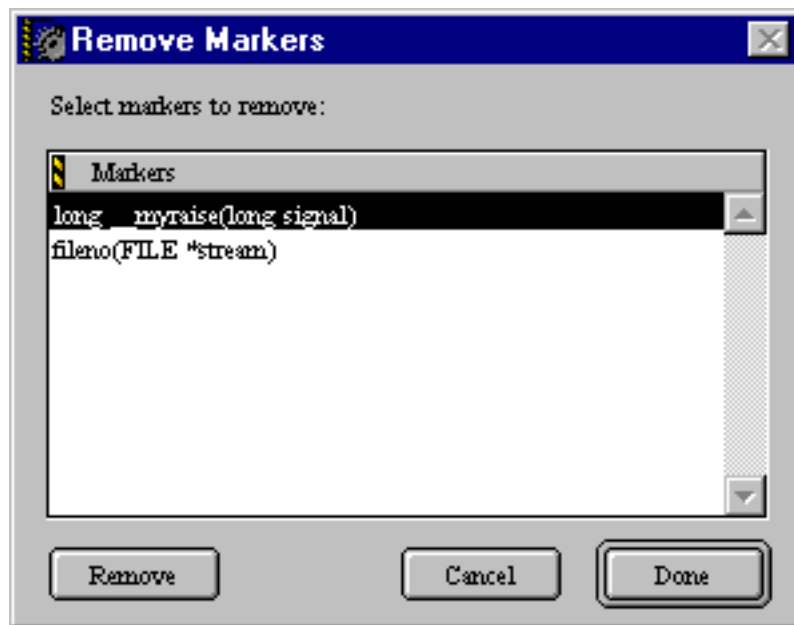 Remove Markers
Select markers to remove:
Markers
long __myraise(long signal)
fileno(FILE *stream)
Remove Cancel Done